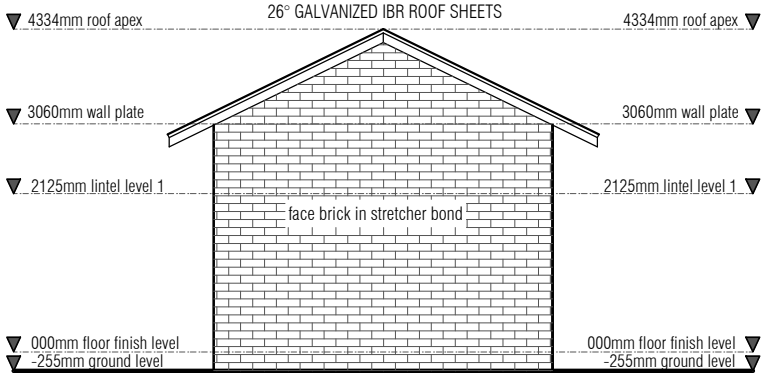 26° GALVANIZED IBR ROOF SHEETS
4334mm roof apex
4334mm roof apex
3060mm wall plate
3060mm wall plate
2125mm lintel level 1
2125mm lintel level 1
face brick in stretcher bond
000mm floor finish level
000mm floor finish level
-255mm ground level
-255mm ground level